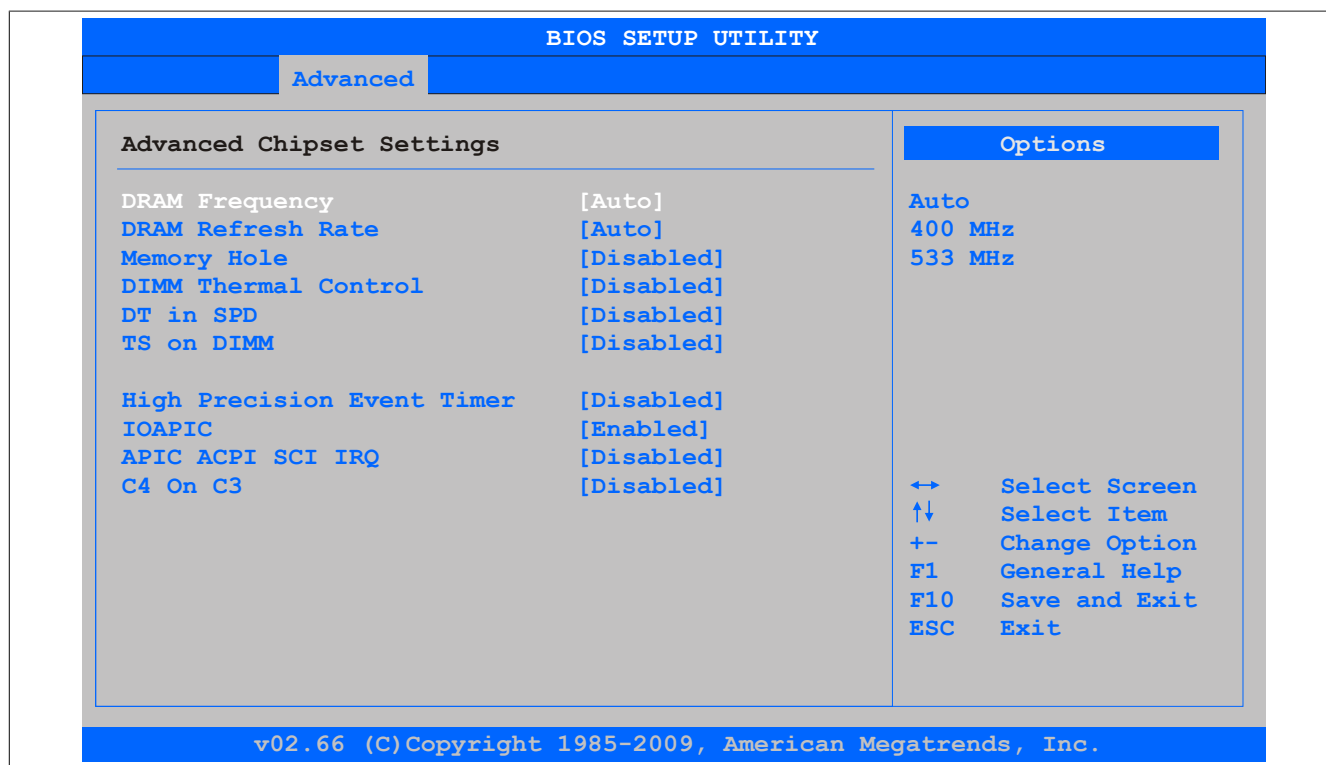 BIOS SETUP UTILITY
Advanced
Advanced Chipset Settings
DRAM Frequency [Auto]
DRAM Refresh Rate [Auto]
Memory Hole [Disabled]
DIMM Thermal Control [Disabled]
DT in SPD [Disabled]
TS on DIMM [Disabled]
High Precision Event Timer [Disabled]
IOAPIC [Enabled]
APIC ACPI SCI IRQ [Disabled]
C4 On C3 [Disabled]
Options
Auto
400 MHz
533 MHz
↔ Select Screen
↑↓ Select Item
+- Change Option
F1 General Help
F10 Save and Exit
ESC Exit
v02.66 (C)Copyright 1985-2009, American Megatrends, Inc.